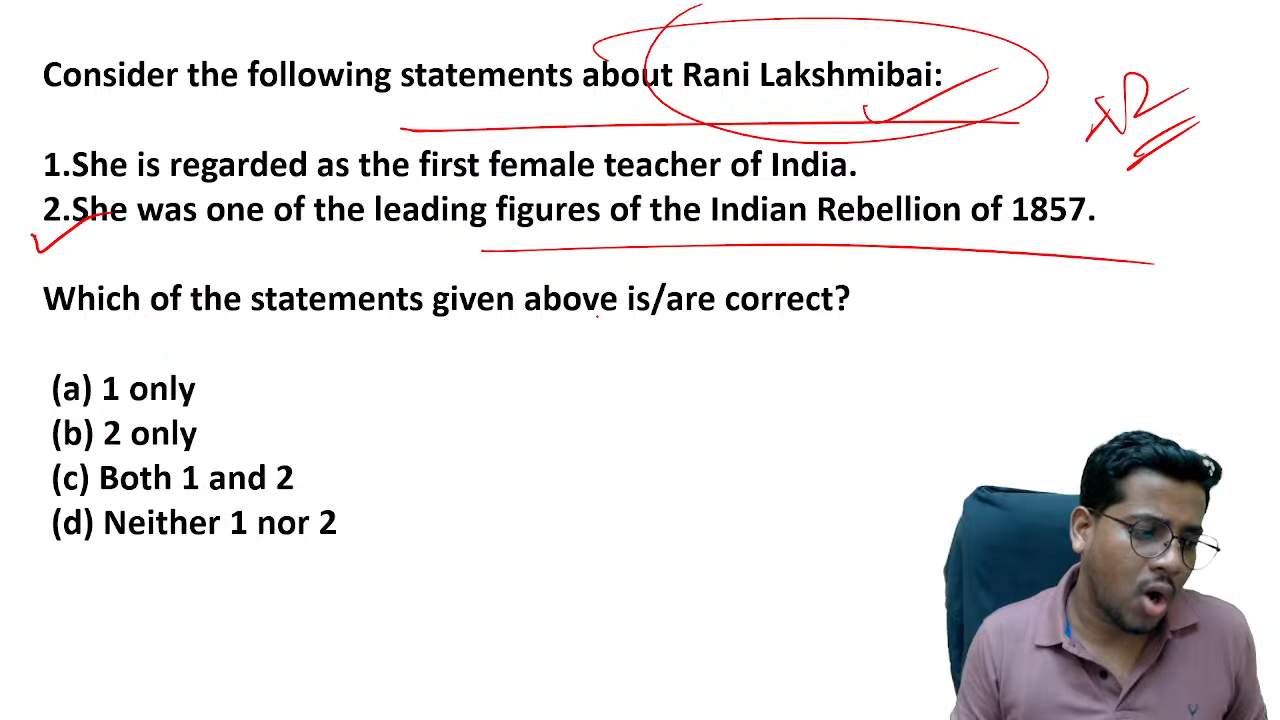 Consider the following statements about Rani Lakshmibai:
1.She is regarded as the first female teacher of India.
2.She was one of the leading figures of the Indian Rebellion of 1857.
Which of the statements given above is/are correct?
(a) 1 only
(b) 2 only
(c) Both 1 and 2
(d) Neither 1 nor 2